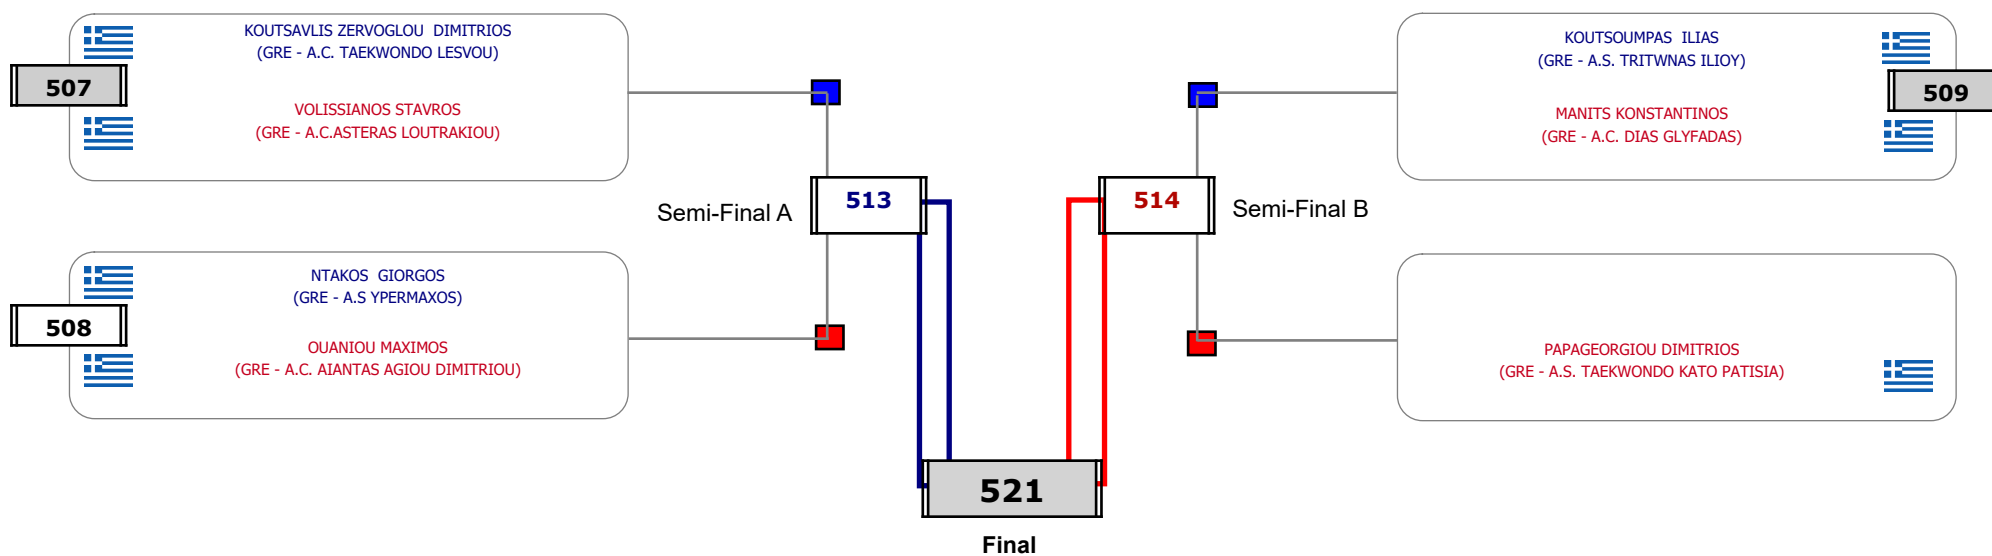 KOUTSAVLIS ZERVOGLOU  DIMITRIOS
(GRE - A.C. TAEKWONDO LESVOU)
507
VOLISSIANOS STAVROS
(GRE - A.C.ASTERAS LOUTRAKIOU)
KOUTSOUMPAS  ILIAS
(GRE - A.S. TRITWNAS ILIOY)
509
MANITS KONSTANTINOS
(GRE - A.C. DIAS GLYFADAS)
Semi-Final A
513
514
Semi-Final B
NTAKOS  GIORGOS
(GRE - A.S YPERMAXOS)
508
OUANIOU MAXIMOS
(GRE - A.C. AIANTAS AGIOU DIMITRIOU)
PAPAGEORGIOU DIMITRIOS
(GRE - A.S. TAEKWONDO KATO PATISIA)
521
Final